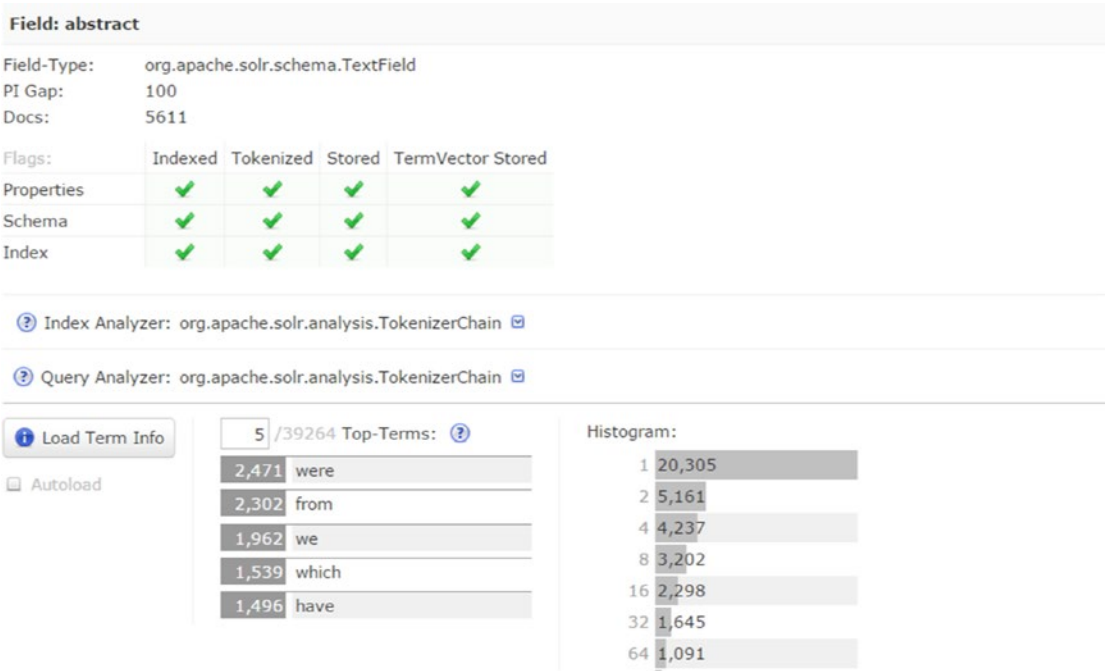 Field: abstract
Field-Type: org.apache.solr.schema.TextField
PI Gap: 100
Docs: 5611
Flags: Indexed Tokenized Stored TermVector Stored
Properties
Schema
Index
Index Analyzer: org.apache.solr.analysis.TokenizerChain
Query Analyzer: org.apache.solr.analysis.TokenizerChain
Load Term Info
Autoload
5 /39264 Top-Terms:
2,471 were
2,302 from
1,962 we
1,539 which
1,496 have
Histogram:
1 20,305
2 5,161
4 4,237
8 3,202
16 2,298
32 1,645
64 1,091